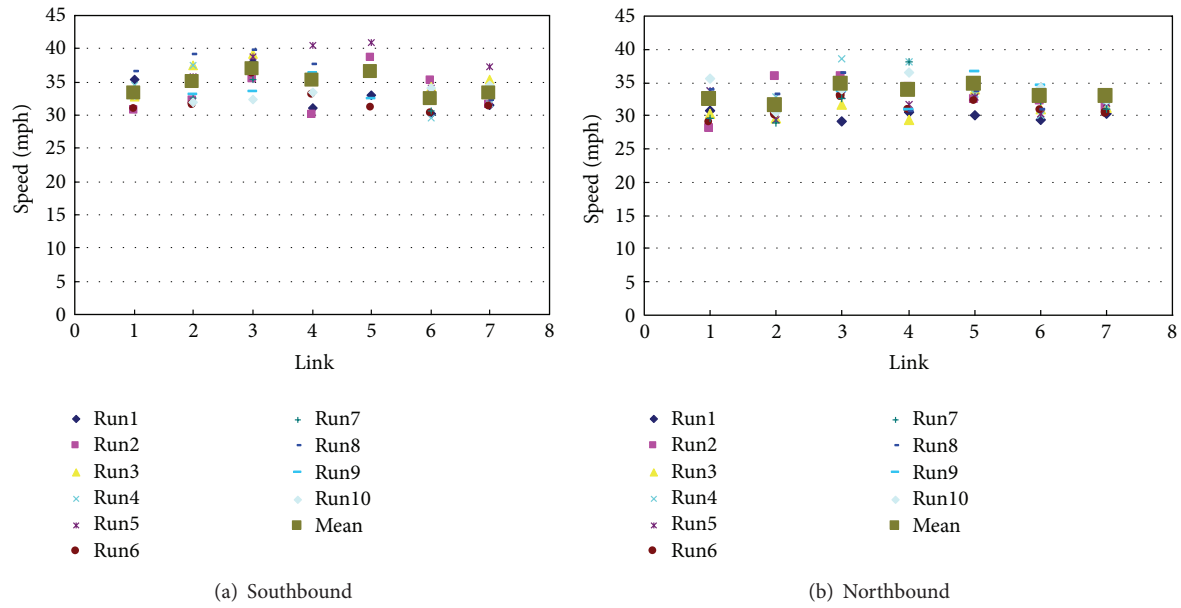 45
40
35
30
25
20
15
10
5
0
Speed (mph)
0 1 2 3 4 5 6 7 8
Link
Run1
Run2
Run3
Run4
Run5
Run6
Run7
Run8
Run9
Run10
Mean
(a) Southbound
45
40
35
30
25
20
15
10
5
0
Speed (mph)
0 1 2 3 4 5 6 7 8
Link
Run1
Run2
Run3
Run4
Run5
Run6
Run7
Run8
Run9
Run10
Mean
(b) Northbound